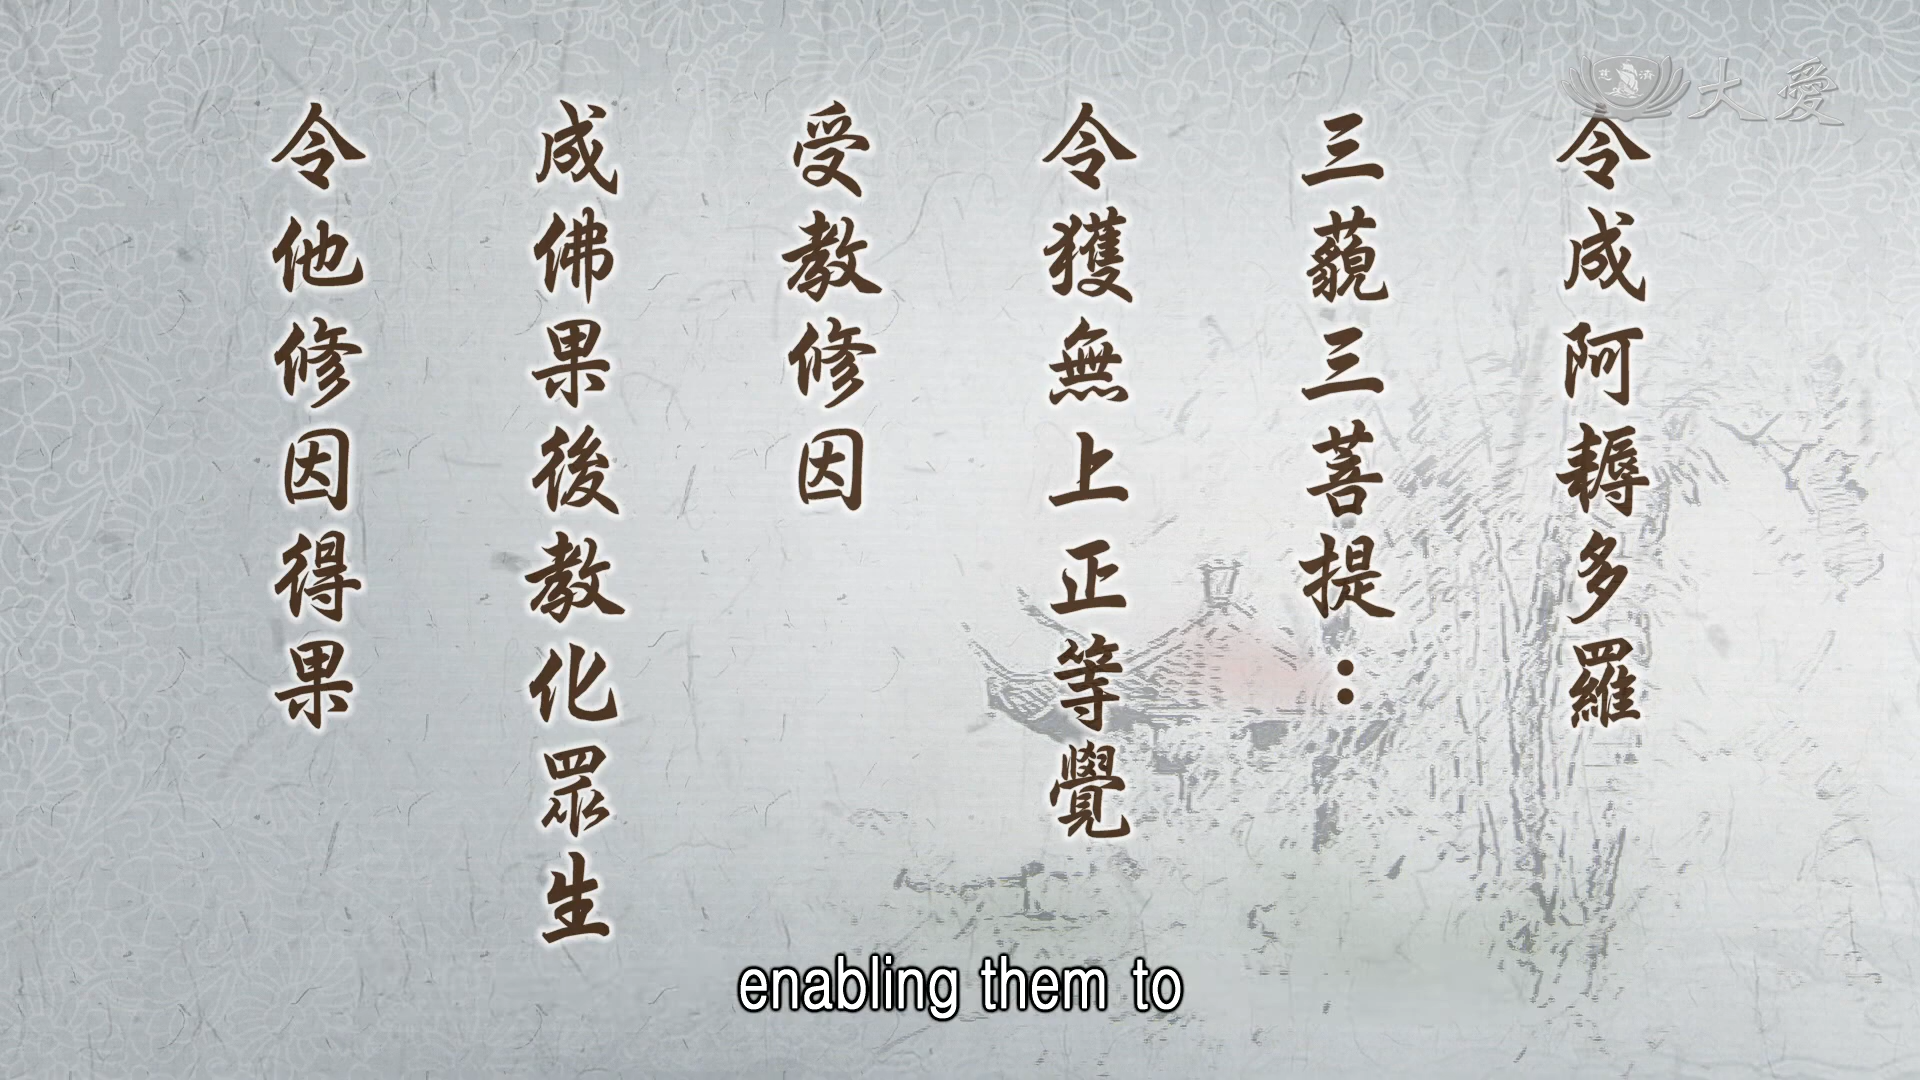 慈濟
大愛
令成阿耨多羅
三藐三菩提：
令獲無上正等覺
受教修因
成佛果後教化眾生
令他修因得果
enabling them to